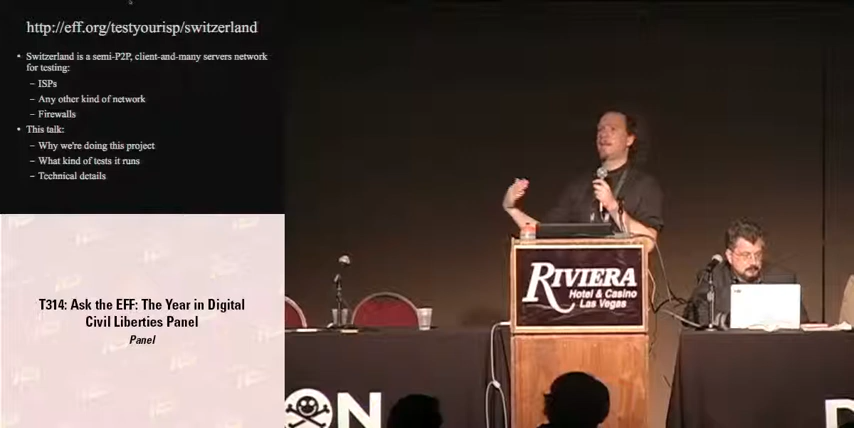 http://eff.org/testyourisp/switzerland
• Switzerland is a semi-P2P, client-and-many servers network
for testing:
– ISPs
– Any other kind of network
– Firewalls
• This talk:
– Why we're doing this project
– What kind of tests it runs
– Technical details
T314: Ask the EFF: The Year in Digital
Civil Liberties Panel
Panel
RIVIERA
Hotel & Casino
Las Vegas
ON
D